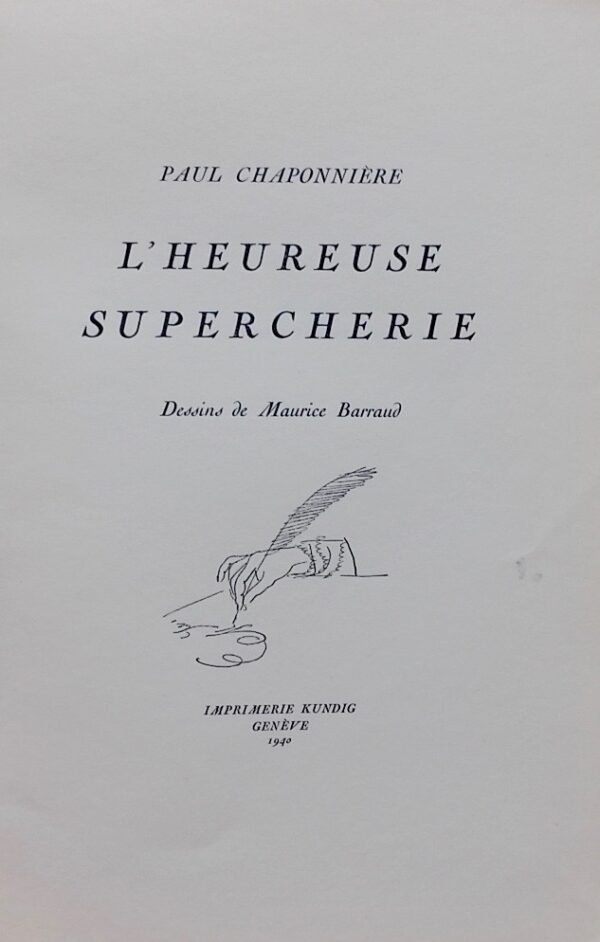 PAUL CHAPONNIÈRE
L'HEUREUSE
SUPERCHERIE
Dessins de Maurice Barraud
IMPRIMERIE KUNDIG
GENÈVE
1940